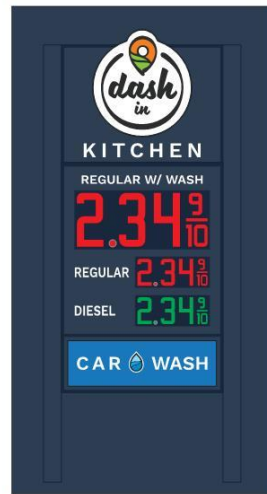 dash
in
KITCHEN
REGULAR W/ WASH
2.34 9/10
REGULAR 2.34 9/10
DIESEL 2.34 9/10
CAR WASH